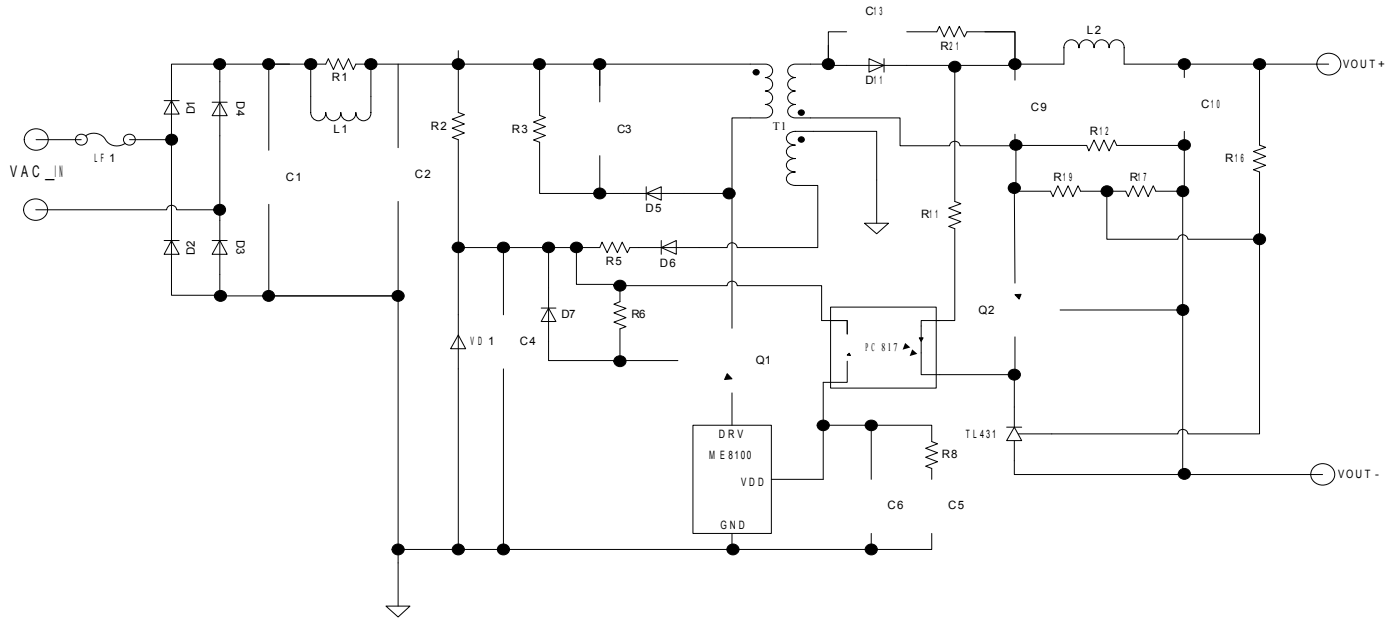 C13
R21
L2
VOUT+
D11
R1
L1
D1
D4
LF1
VAC_IN
C1
C2
R2
R3
C3
T1
C9
C10
R12
R16
R19
R17
D5
R11
D2
D3
R5
D6
D7
R6
VD1
C4
Q1
PC817
Q2
DRV
ME8100
VDD
GND
TL431
R8
C6
C5
VOUT-